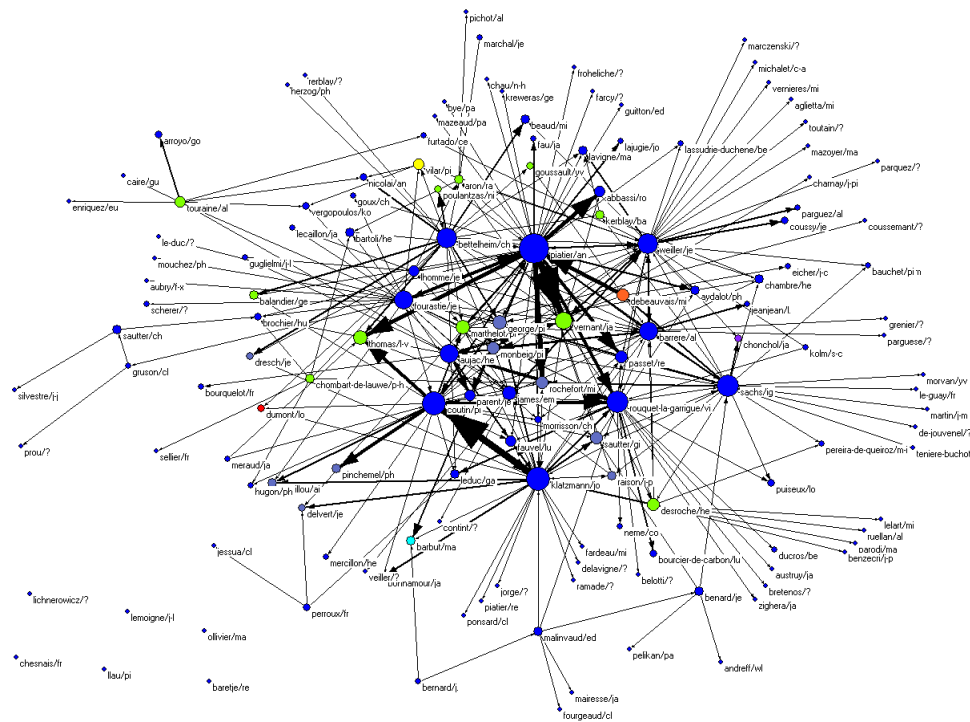 pichot/al
marchal/je
marczenski/?
michalet/c-a
rerblay/?
herzog/ph
chau/n-h
kreweras/ge
froheliche/?
farcy/?
vernieres/mi
aglietta/mi
bye/pa
mazeaud/pa
guitton/ed
toutain/?
arroyo/go
furtado/ce
beaud/mi
fau/ja
lajugie/jo
lassudrie-duchene/be
mazoyer/ma
caire/gu
nicolai/an
vilar/pi
aron/ra
goussault/yv
lavigne/ma
charnay/j-pi
parquez/?
enriquez/eu
touraine/al
goux/ch
poulantzas/ni
abbassi/ro
vergopoulos/ko
kerblay/ba
parguez/al
coussy/je
coussemant/?
lecaillon/ja
bartoli/he
bettelheim/ch
piatier/an
weiller/je
le-duc/?
mouchez/ph
guglielmi/j-l
lhomme/je
eicher/j-c
chambre/he
aubry/f-x
balandier/ge
fourastie/je
debeauvais/mi
aydalot/ph
jeanjean/l
scherer/?
brochier/hu
marthelot/pi
george/pi
vernant/ja
barrere/al
grenier/?
parguese/?
sautter/ch
thomas/l-v
monbeig/pi
chonchol/ja
kolm/s-c
dresch/je
aujac/he
passet/re
gruson/cl
chombat-de-lauwe/p-h
rochefort/mi
sachs/ig
morvan/yv
silvestre/j-j
bourquelot/fr
parent/je
james/em
le-guay/fr
dumont/lo
coutin/pi
rouquet-la-garrigue/vi
martin/j-m
morrisson/ch
de-jouvenel/?
prou/?
sellier/fr
meraud/ja
fauvel/lu
sautter/gi
pereira-de-queiroz/m-i
teniere-buchot
pinchemel/ph
leduc/ga
klatzmann/jo
raison/j-p
puiseux/lo
hugon/ph
illou/ai
desroche/he
delvert/je
contint/?
neme/co
lelart/mi
ruellan/al
jessua/cl
barbut/ma
fardeau/mi
bourcier-de-carbon/lu
ducros/be
parodi/ma
benzecri/j-p
mercillon/he
delavigne/?
austruy/ja
veiller/?
ramade/?
belotti/?
bretenos/?
zighera/ja
lichnerowicz/?
perroux/fr
jorge/?
piatier/re
benard/je
lemoigne/j-l
ponsard/cl
ollivier/ma
malinvaud/ed
pelikan/pa
chesnais/fr
andreff/wl
llau/pi
baretje/re
bernard/j.
mairesse/ja
fourgeaud/cl